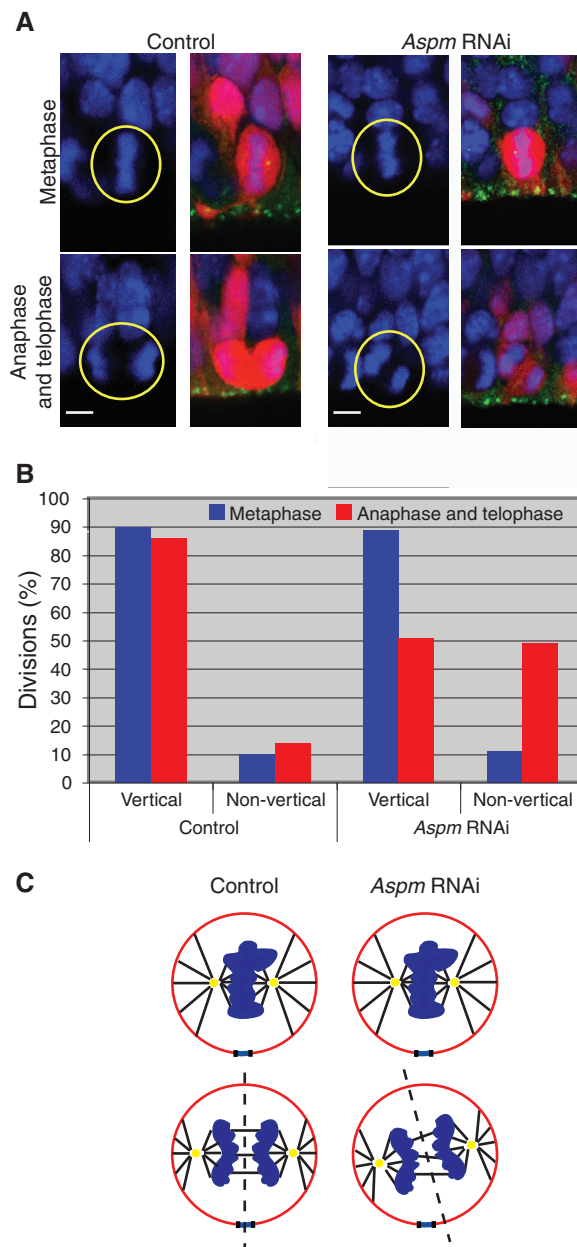 A
Control
Aspm RNAi
Metaphase
Anaphase
and telophase
B
Metaphase
Anaphase and telophase
Divisions (%)
100
90
80
70
60
50
40
30
20
10
0
Vertical
Non-vertical
Vertical
Non-vertical
Control
Aspm RNAi
C
Control
Aspm RNAi